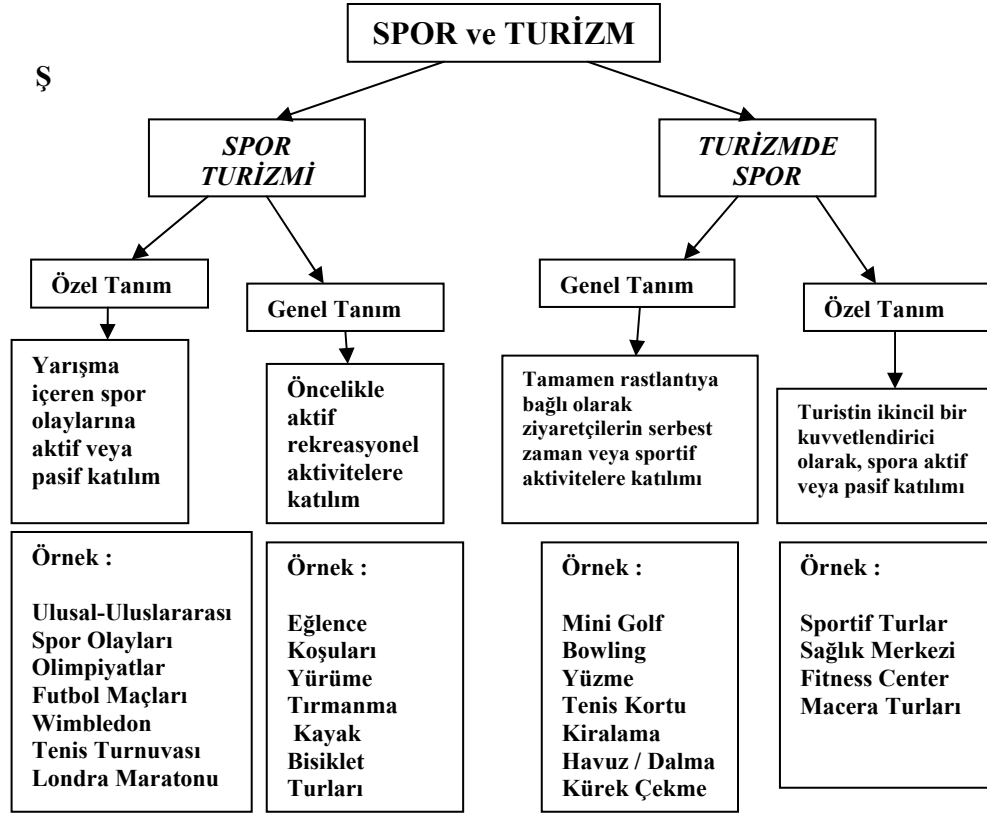 SPOR ve TURİZM
Ş
SPOR
TURİZMİ
TURİZMDE
SPOR
Özel Tanım
Genel Tanım
Genel Tanım
Özel Tanım
Yarışma
içeren spor
olaylarına
aktif veya
pasif katılım
Öncelikle
aktif
rekreasyonel
aktivitelere
katılım
Tamamen rastlantıya
bağlı olarak
ziyaretçilerin serbest
zaman veya sportif
aktivitelere katılımı
Turistin ikincil bir
kuvvetlendirici
olarak, spora aktif
veya pasif katılımı
Örnek :
Ulusal-Uluslararası
Spor Olayları
Olimpiyatlar
Futbol Maçları
Wimbledon
Tenis Turnuvası
Londra Maratonu
Örnek :
Eğlence
Koşuları
Yürüme
Tırmanma
Kayak
Bisiklet
Turları
Örnek :
Mini Golf
Bowling
Yüzme
Tenis Kortu
Kiralama
Havuz / Dalma
Kürek Çekme
Örnek :
Sportif Turlar
Sağlık Merkezi
Fitness Center
Macera Turları